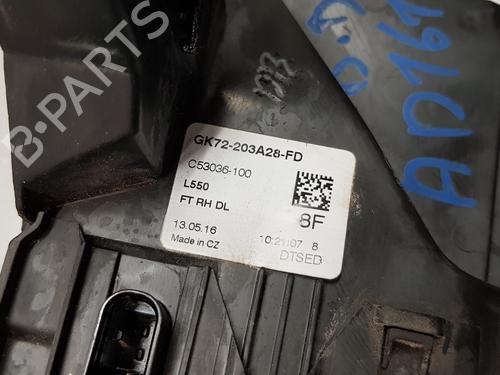 B-PARTS
D.D
AD161
GK72-203A28-FD
C53036-100
L550
FT RH DL
8F
13.05.16
10:21:07 8
Made in CZ
DTSED